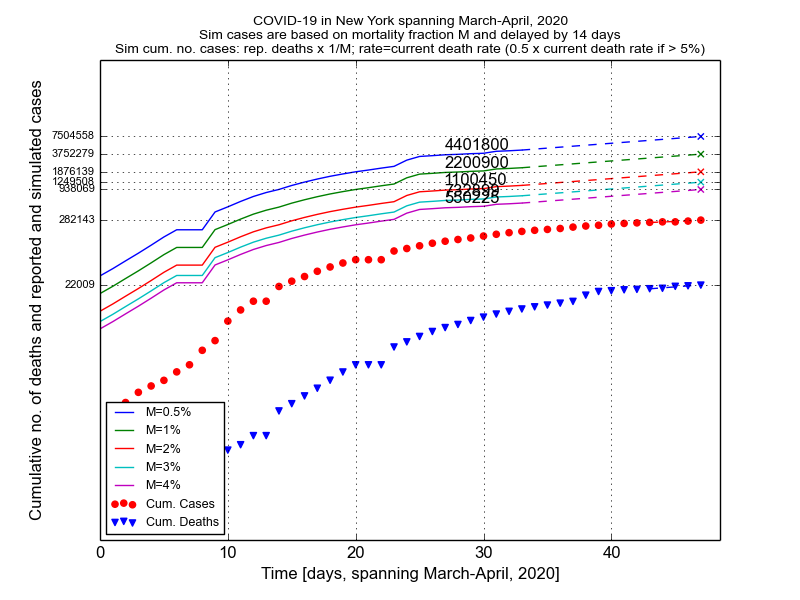 COVID-19 in New York spanning March-April, 2020
Sim cases are based on mortality fraction M and delayed by 14 days
Sim cum. no. cases: rep. deaths x 1/M; rate=current death rate (0.5 x current death rate if > 5%)
Cumulative no. of deaths and reported and simulated cases
7504558
3752279
1876139
1249508
938069
282143
22009
4401800
2200900
1100450
550225
M=0.5%
M=1%
M=2%
M=3%
M=4%
Cum. Cases
Cum. Deaths
0 10 20 30 40
Time [days, spanning March-April, 2020]